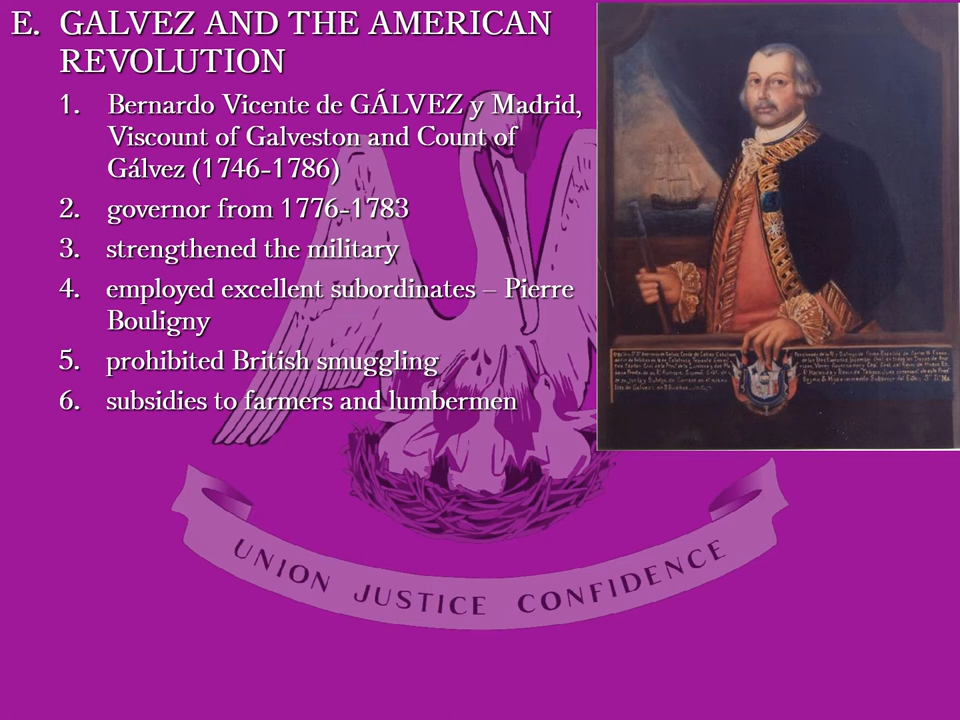 E. GALVEZ AND THE AMERICAN
REVOLUTION
1. Bernardo Vicente de GÁLVEZ y Madrid,
Viscount of Galveston and Count of
Gálvez (1746-1786)
2. governor from 1776-1783
3. strengthened the military
4. employed excellent subordinates – Pierre
Bouligny
5. prohibited British smuggling
6. subsidies to farmers and lumbermen
UNION JUSTICE CONFIDENCE